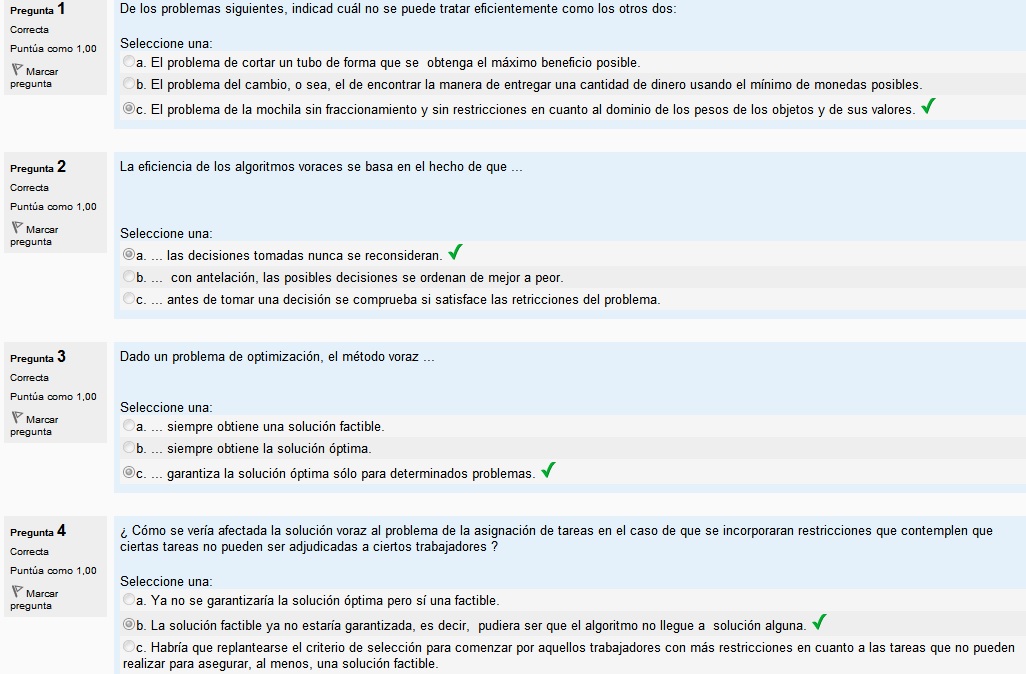 Pregunta 1
Correcta
Puntúa como 1,00
Marcar
pregunta
De los problemas siguientes, indicad cuál no se puede tratar eficientemente como los otros dos:
Seleccione una:
a. El problema de cortar un tubo de forma que se obtenga el máximo beneficio posible.
b. El problema del cambio, o sea, el de encontrar la manera de entregar una cantidad de dinero usando el mínimo de monedas posibles.
c. El problema de la mochila sin fraccionamiento y sin restricciones en cuanto al dominio de los pesos de los objetos y de sus valores.
Pregunta 2
Correcta
Puntúa como 1,00
Marcar
pregunta
La eficiencia de los algoritmos voraces se basa en el hecho de que ...
Seleccione una:
a. ... las decisiones tomadas nunca se reconsideran.
b. ... con antelación, las posibles decisiones se ordenan de mejor a peor.
c. ... antes de tomar una decisión se comprueba si satisface las retricciones del problema.
Pregunta 3
Correcta
Puntúa como 1,00
Marcar
pregunta
Dado un problema de optimización, el método voraz ...
Seleccione una:
a. ... siempre obtiene una solución factible.
b. ... siempre obtiene la solución óptima.
c. ... garantiza la solución óptima sólo para determinados problemas.
Pregunta 4
Correcta
Puntúa como 1,00
Marcar
pregunta
¿ Cómo se vería afectada la solución voraz al problema de la asignación de tareas en el caso de que se incorporaran restricciones que contemplen que
ciertas tareas no pueden ser adjudicadas a ciertos trabajadores ?
Seleccione una:
a. Ya no se garantizaría la solución óptima pero sí una factible.
b. La solución factible ya no estaría garantizada, es decir, pudiera ser que el algoritmo no llegue a solución alguna.
c. Habría que replantearse el criterio de selección para comenzar por aquellos trabajadores con más restricciones en cuanto a las tareas que no pueden
realizar para asegurar, al menos, una solución factible.